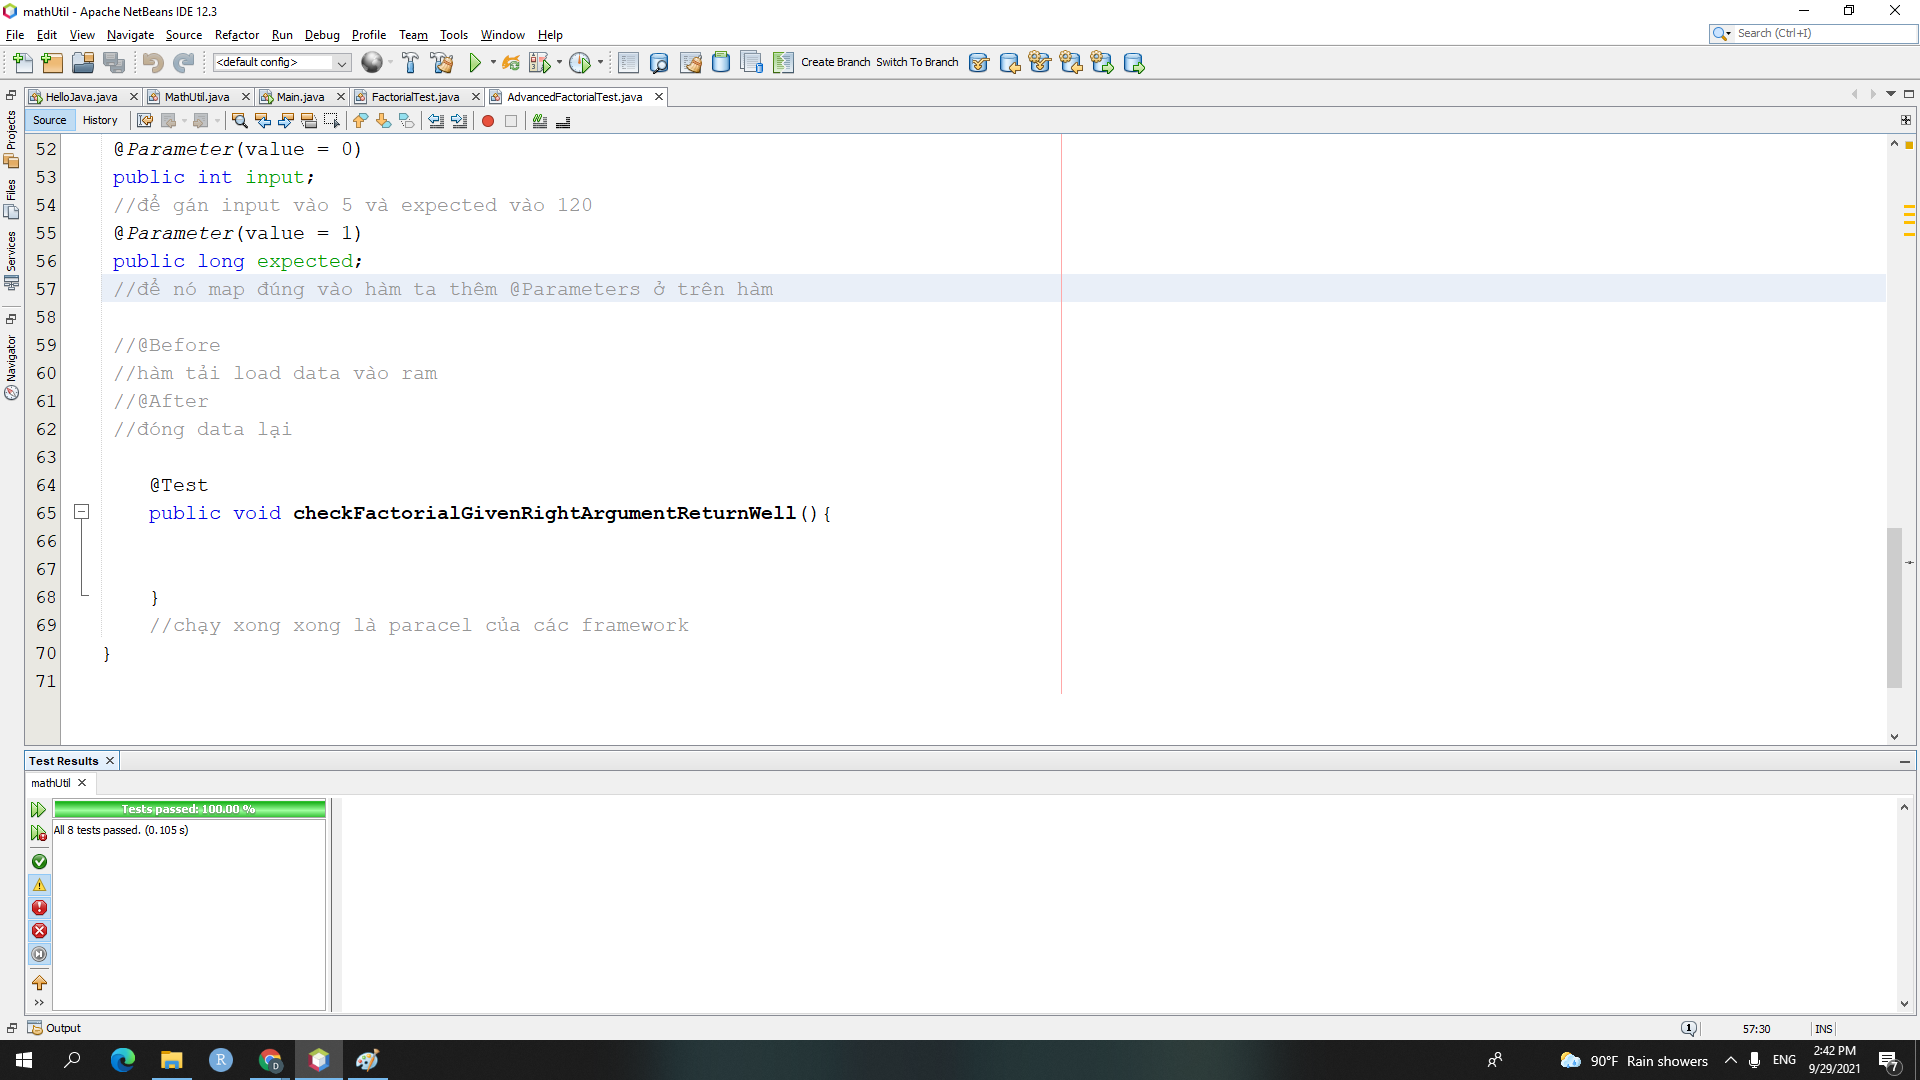 mathUtil - Apache NetBeans IDE 12.3
File Edit View Navigate Source Refactor Run Debug Profile Team Tools Window Help
Search (Ctrl+I)
<default config>
Create Branch Switch To Branch
HelloJava.java MathUtil.java Main.java FactorialTest.java AdvancedFactorialTest.java
Source History
Projects
Files
Services
Navigator
52 @Parameter(value = 0)
53 public int input;
54 //để gán input vào 5 và expected vào 120
55 @Parameter(value = 1)
56 public long expected;
57 //để nó map đúng vào hàm ta thêm @Parameters ở trên hàm
58
59 //@Before
60 //hàm tải load data vào ram
61 //@After
62 //đóng data lại
63
64 @Test
65 public void checkFactorialGivenRightArgumentReturnWell(){
66
67
68 }
69 //chạy xong xong là paracel của các framework
70 }
71
Test Results
mathUtil
Tests passed: 100.00 %
All 8 tests passed. (0.105 s)
Output
1
57:30
INS
R
D
90°F Rain showers
ENG
2:42 PM
9/29/2021
7